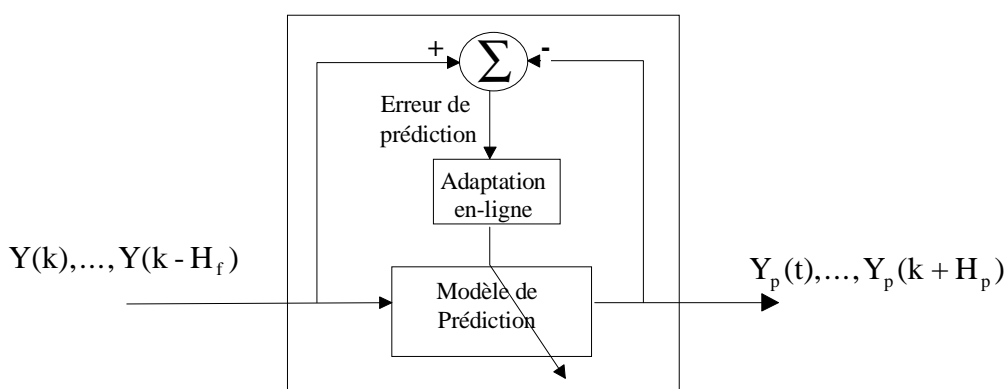 +
Σ
-
Erreur de
prédiction
Adaptation
en-ligne
Y(k),...,Y(k - H_f)
Y_p(t),...,Y_p(k + H_p)
Modèle de
Prédiction